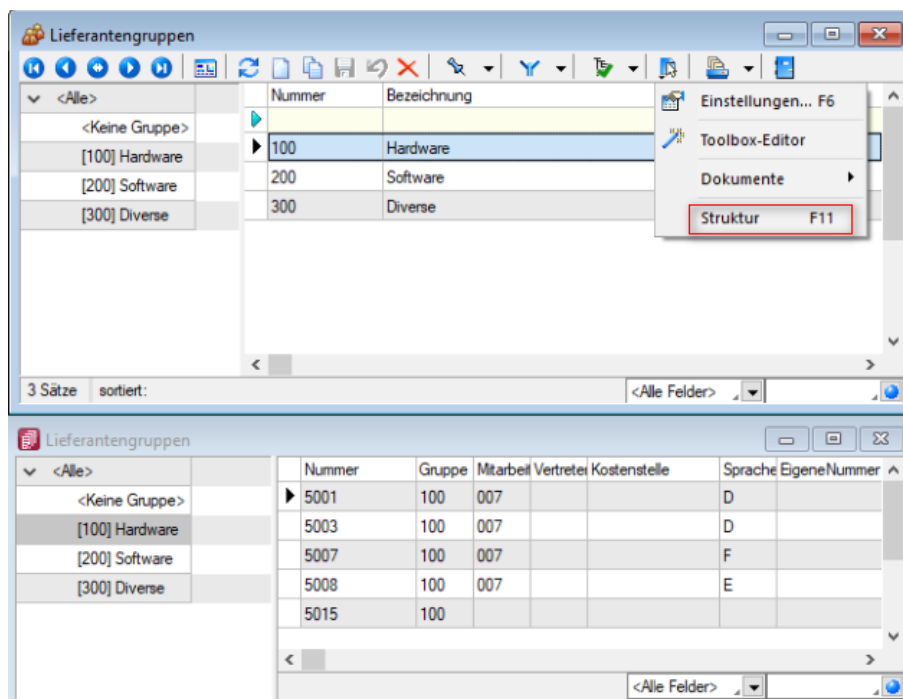 Lieferantengruppen
<Alle>
<Keine Gruppe>
[100] Hardware
[200] Software
[300] Diverse
Nummer Bezeichnung
100 Hardware
200 Software
300 Diverse
Einstellungen... F6
Toolbox-Editor
Dokumente
Struktur F11
3 Sätze sortiert:
<Alle Felder>
Lieferantengruppen
<Alle>
<Keine Gruppe>
[100] Hardware
[200] Software
[300] Diverse
Nummer Gruppe Mitarbeit Vertreter Kostenstelle Sprache EigeneNummer
5001 100 007 D
5003 100 007 D
5007 100 007 F
5008 100 007 E
5015 100
<Alle Felder>